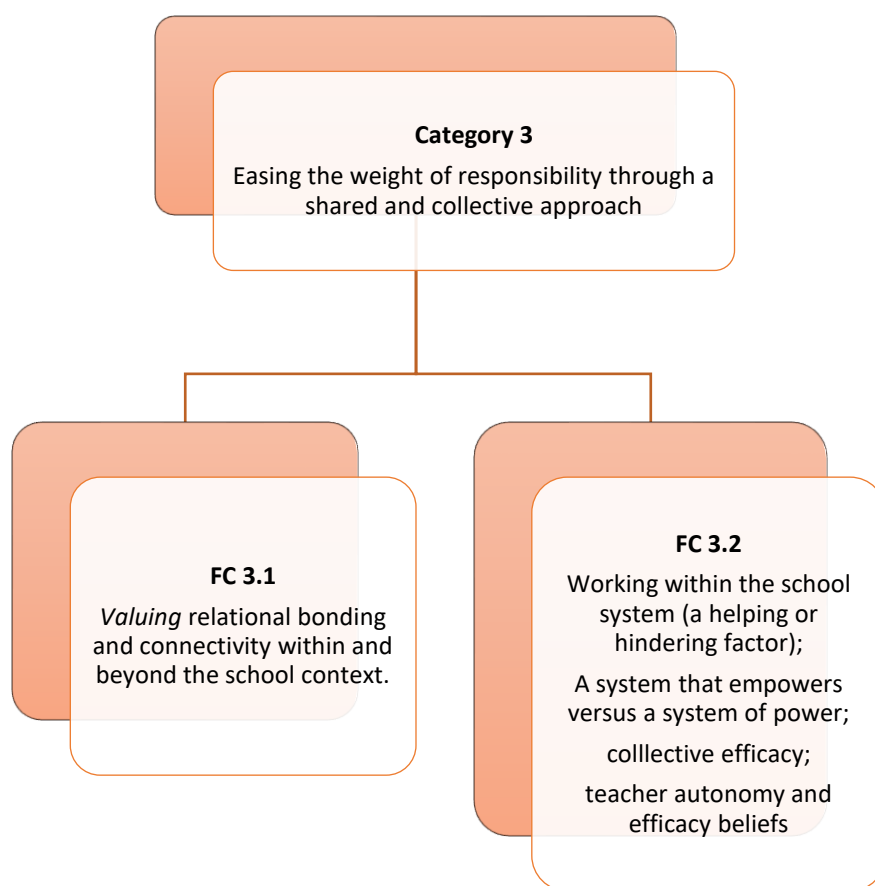 Category 3
Easing the weight of responsibility through a
shared and collective approach
FC 3.1
Valuing relational bonding
and connectivity within and
beyond the school context.
FC 3.2
Working within the school
system (a helping or
hindering factor);
A system that empowers
versus a system of power;
colllective efficacy;
teacher autonomy and
efficacy beliefs